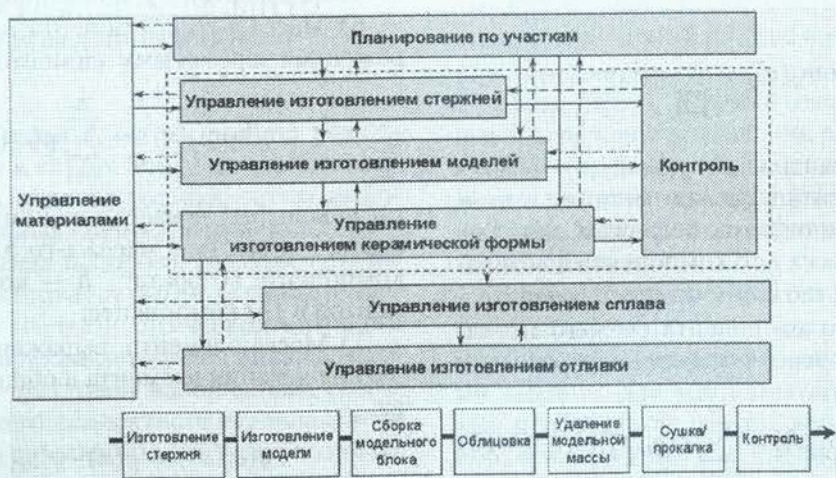 Планирование по участкам
Управление изготовлением стержней
Управление изготовлением моделей
Контроль
Управление
материалами
Управление
изготовлением керамической формы
Управление изготовлением сплава
Управление изготовлением отливки
Изготовление
стержня
Изготовление
модели
Сборка
модельного
блока
Облицовка
Удаление
модельной
массы
Сушка/
прокалка
Контроль